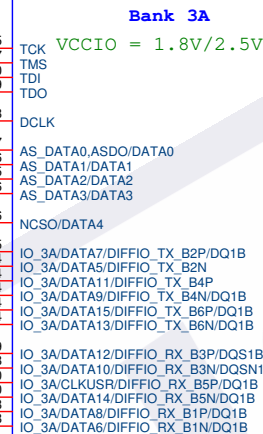 Bank 3A
VCCIO = 1.8V/2.5V
TCK
TMS
TDI
TDO
DCLK
AS_DATA0,ASDO/DATA0
AS_DATA1/DATA1
AS_DATA2/DATA2
AS_DATA3/DATA3
NCSO/DATA4
IO_3A/DATA7/DIFFIO_TX_B2P/DQ1B
IO_3A/DATA5/DIFFIO_TX_B2N
IO_3A/DATA11/DIFFIO_TX_B4P
IO_3A/DATA9/DIFFIO_TX_B4N/DQ1B
IO_3A/DATA15/DIFFIO_TX_B6P/DQ1B
IO_3A/DATA13/DIFFIO_TX_B6N/DQ1B
IO_3A/DATA12/DIFFIO_RX_B3P/DQS1B
IO_3A/DATA10/DIFFIO_RX_B3N/DQSN1
IO_3A/CLKUSR/DIFFIO_RX_B5P/DQ1B
IO_3A/DATA14/DIFFIO_RX_B5N/DQ1B
IO_3A/DATA8/DIFFIO_RX_B1P/DQ1B
IO_3A/DATA6/DIFFIO_RX_B1N/DQ1B